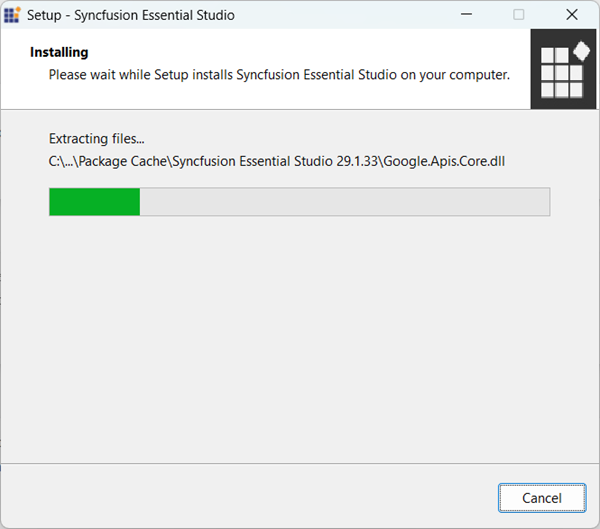 Setup - Syncfusion Essential Studio
Installing
Please wait while Setup installs Syncfusion Essential Studio on your computer.
Extracting files...
C:\...\Package Cache\Syncfusion Essential Studio 29.1.33\Google.Apis.Core.dll
Cancel